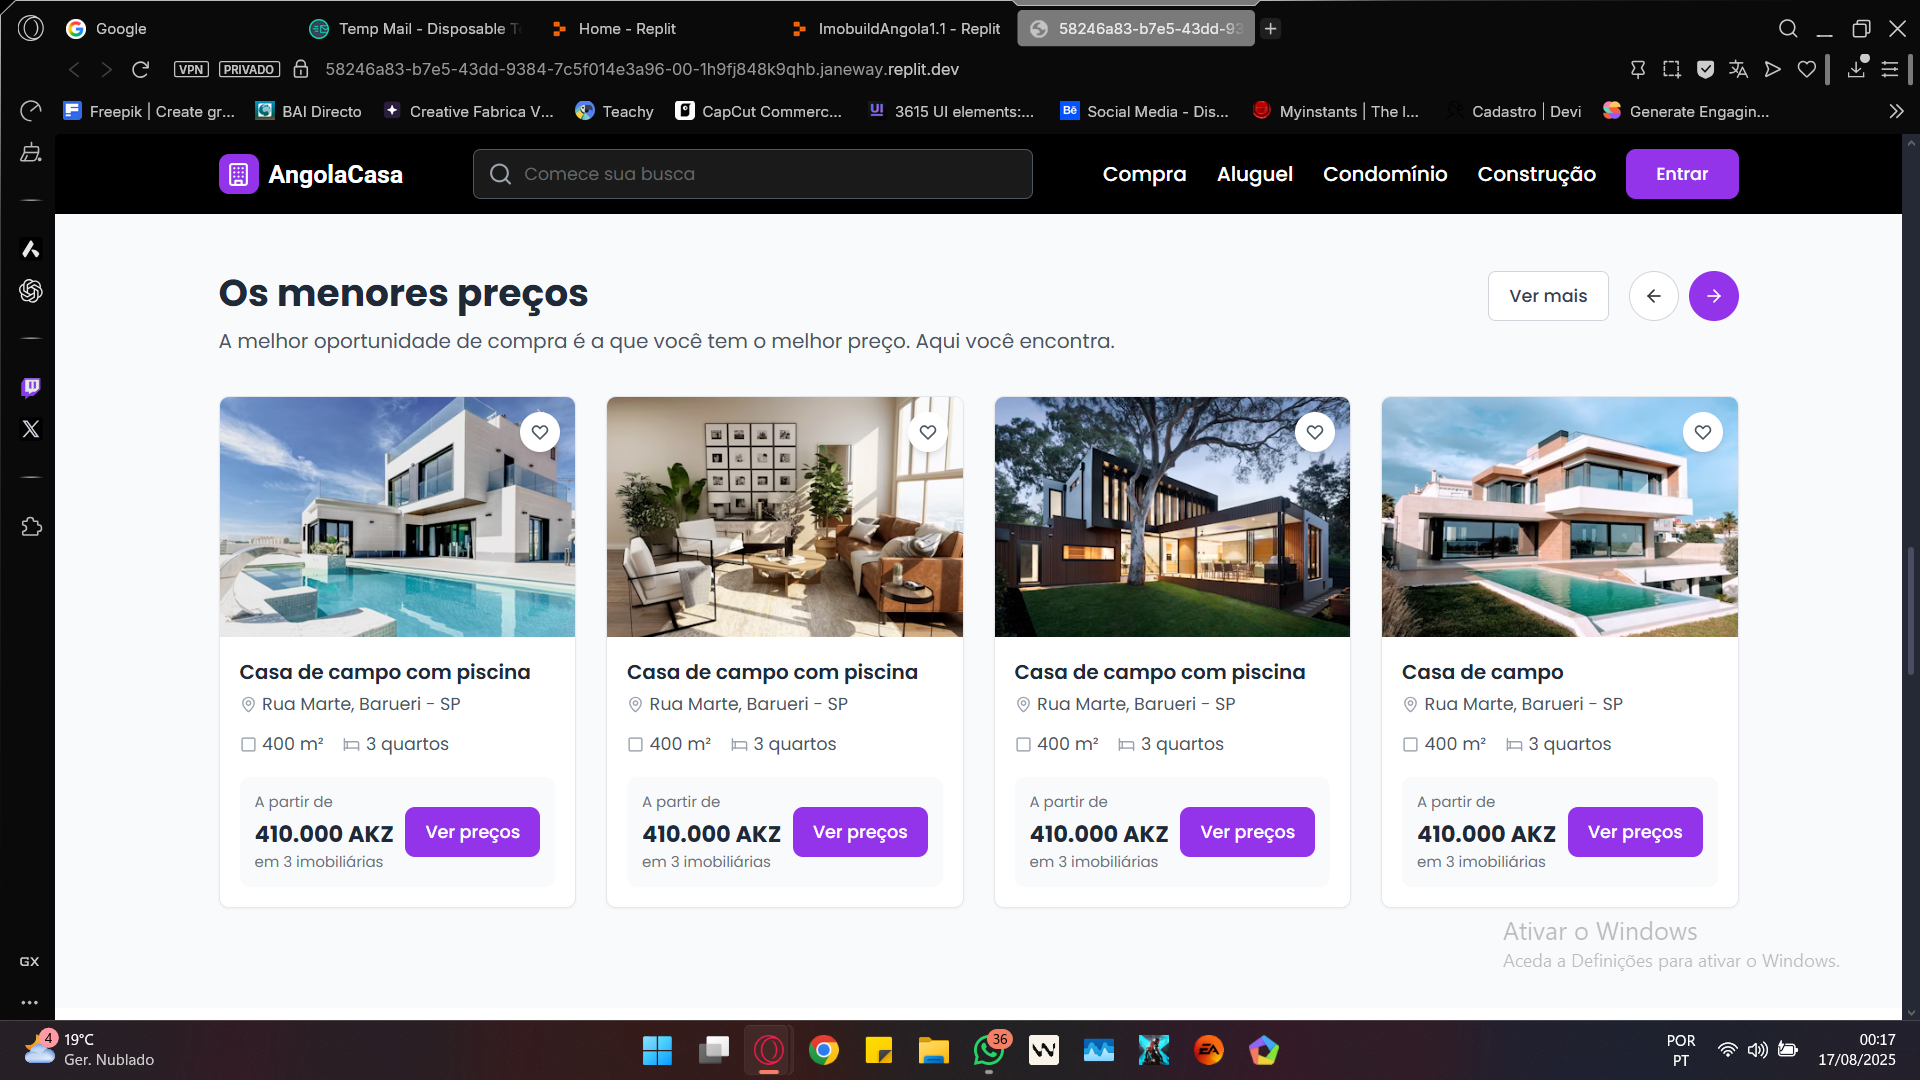 Google
Temp Mail - Disposable
Home - Replit
ImobuildAngola1.1 - Replit
58246a83-b7e5-43dd-93
VPN
PRIVADO
58246a83-b7e5-43dd-9384-7c5f014e3a96-00-1h9fj848k9qhb.janeway.replit.dev
Freepik | Create gr...
BAI Directo
Creative Fabrica V...
Teachy
CapCut Commerc...
UI
3615 UI elements:...
Bē
Social Media - Dis...
Myinstants | The I...
Cadastro | Devi
Generate Engagin...
AngolaCasa
Comece sua busca
Compra
Aluguel
Condomínio
Construção
Entrar
Os menores preços
Ver mais
A melhor oportunidade de compra é a que você tem o melhor preço. Aqui você encontra.
Casa de campo com piscina
Rua Marte, Barueri - SP
400 m²
3 quartos
A partir de
410.000 AKZ
em 3 imobiliárias
Ver preços
Casa de campo com piscina
Rua Marte, Barueri - SP
400 m²
3 quartos
A partir de
410.000 AKZ
em 3 imobiliárias
Ver preços
Casa de campo com piscina
Rua Marte, Barueri - SP
400 m²
3 quartos
A partir de
410.000 AKZ
em 3 imobiliárias
Ver preços
Casa de campo
Rua Marte, Barueri - SP
400 m²
3 quartos
A partir de
410.000 AKZ
em 3 imobiliárias
Ver preços
Ativar o Windows
Aceda a Definições para ativar o Windows.
GX
4
19°C
Ger. Nublado
36
EA
POR
PT
00:17
17/08/2025